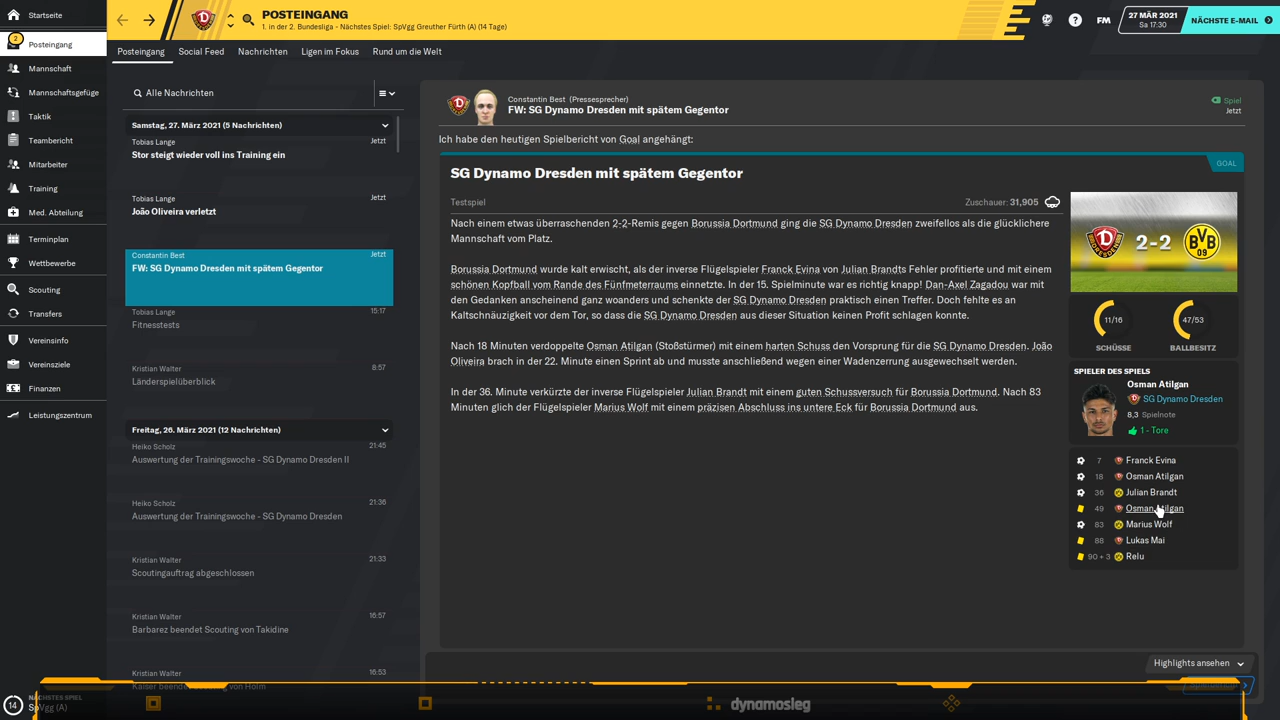 Startseite
2
Posteingang
Mannschaft
Mannschaftsgefüge
Taktik
Teambericht
Mitarbeiter
Training
Med. Abteilung
Terminplan
Wettbewerbe
Scouting
Transfers
Vereinsinfo
Vereinsziele
Finanzen
Leistungszentrum
14
NÄCHSTES SPIEL
SpVgg (A)
POSTEINGANG
1. in der 2. Bundesliga - Nächstes Spiel: SpVgg Greuther Fürth (A) (14 Tage)
FM
27 MÄR 2021
Sa 17:30
NÄCHSTE E-MAIL
Posteingang
Social Feed
Nachrichten
Ligen im Fokus
Rund um die Welt
Alle Nachrichten
Samstag, 27. März 2021 (5 Nachrichten)
Tobias Lange Jetzt
Stor steigt wieder voll ins Training ein
Tobias Lange Jetzt
João Oliveira verletzt
Constantin Best Jetzt
FW: SG Dynamo Dresden mit spätem Gegentor
Tobias Lange 15:17
Fitnesstests
Kristian Walter 8:57
Länderspielüberblick
Freitag, 26. März 2021 (12 Nachrichten)
Heiko Scholz 21:45
Auswertung der Trainingswoche - SG Dynamo Dresden II
Heiko Scholz 21:36
Auswertung der Trainingswoche - SG Dynamo Dresden
Kristian Walter 21:33
Scoutingauftrag abgeschlossen
Kristian Walter 16:57
Barbarez beendet Scouting von Takidine
Kristian Walter 16:53
Kaiser beendet Scouting von Holm
Constantin Best (Pressesprecher)
FW: SG Dynamo Dresden mit spätem Gegentor
Spiel
Jetzt
Ich habe den heutigen Spielbericht von Goal angehängt:
GOAL
SG Dynamo Dresden mit spätem Gegentor
Testspiel
Zuschauer: 31,905
Nach einem etwas überraschenden 2-2-Remis gegen Borussia Dortmund ging die SG Dynamo Dresden zweifellos als die glücklichere
Mannschaft vom Platz.
Borussia Dortmund wurde kalt erwischt, als der inverse Flügelspieler Franck Evina von Julian Brandts Fehler profitierte und mit einem
schönen Kopfball vom Rande des Fünfmeterraums einnetzte. In der 15. Spielminute war es richtig knapp! Dan-Axel Zagadou war mit
den Gedanken anscheinend ganz woanders und schenkte der SG Dynamo Dresden praktisch einen Treffer. Doch fehlte es an
Kaltschnäuzigkeit vor dem Tor, so dass die SG Dynamo Dresden aus dieser Situation keinen Profit schlagen konnte.
Nach 18 Minuten verdoppelte Osman Atilgan (Stoßstürmer) mit einem harten Schuss den Vorsprung für die SG Dynamo Dresden. João
Oliveira brach in der 22. Minute einen Sprint ab und musste anschließend wegen einer Wadenzerrung ausgewechselt werden.
In der 36. Minute verkürzte der inverse Flügelspieler Julian Brandt mit einem guten Schussversuch für Borussia Dortmund. Nach 83
Minuten glich der Flügelspieler Marius Wolf mit einem präzisen Abschluss ins untere Eck für Borussia Dortmund aus.
2-2
BVB
09
11/16
SCHÜSSE
47/53
BALLBESITZ
SPIELER DES SPIELS
Osman Atilgan
SG Dynamo Dresden
8,3 Spielnote
1 - Tore
7 Franck Evina
18 Osman Atilgan
36 Julian Brandt
49 Osman Atilgan
83 Marius Wolf
88 Lukas Mai
90 + 3 Relu
Highlights ansehen
dynamosleg